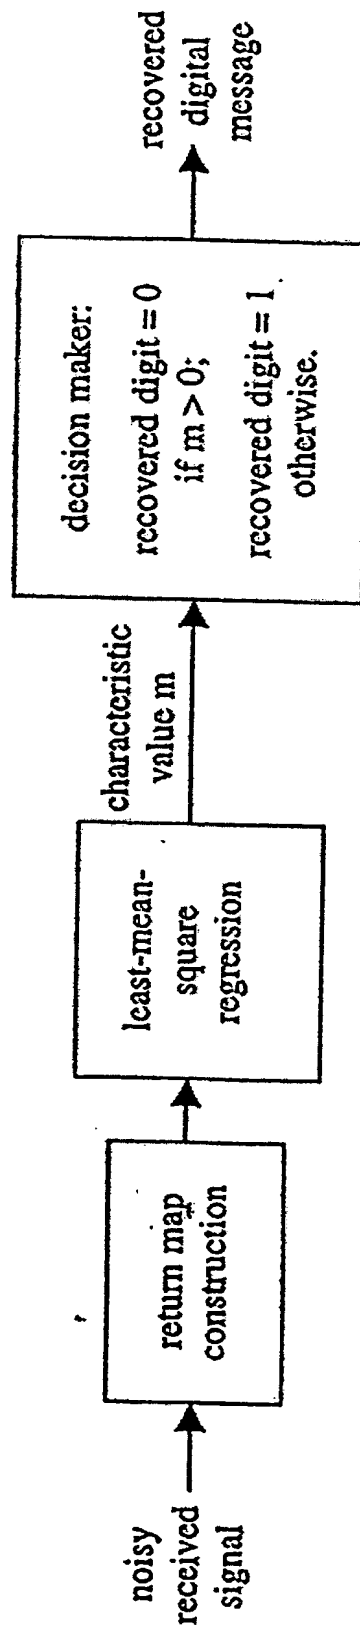 noisy
received
signal
return map
construction
least-mean-
square
regression
characteristic
value m
decision maker:
recovered digit = 0
if m > 0;
recovered digit = 1
otherwise.
recovered
digital
message